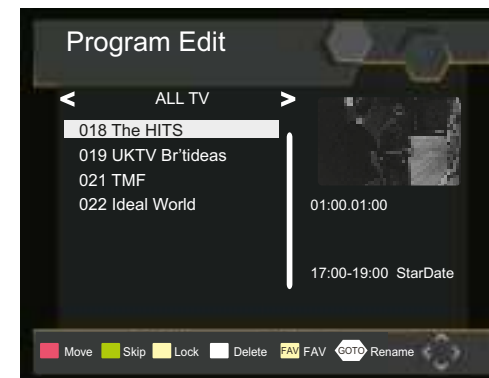 Program Edit
< ALL TV >
018 The HITS
019 UKTV Br'tideas
021 TMF
022 Ideal World
01:00.01:00
17:00-19:00 StarDate
Move Skip Lock Delete FAV FAV GOTO Rename